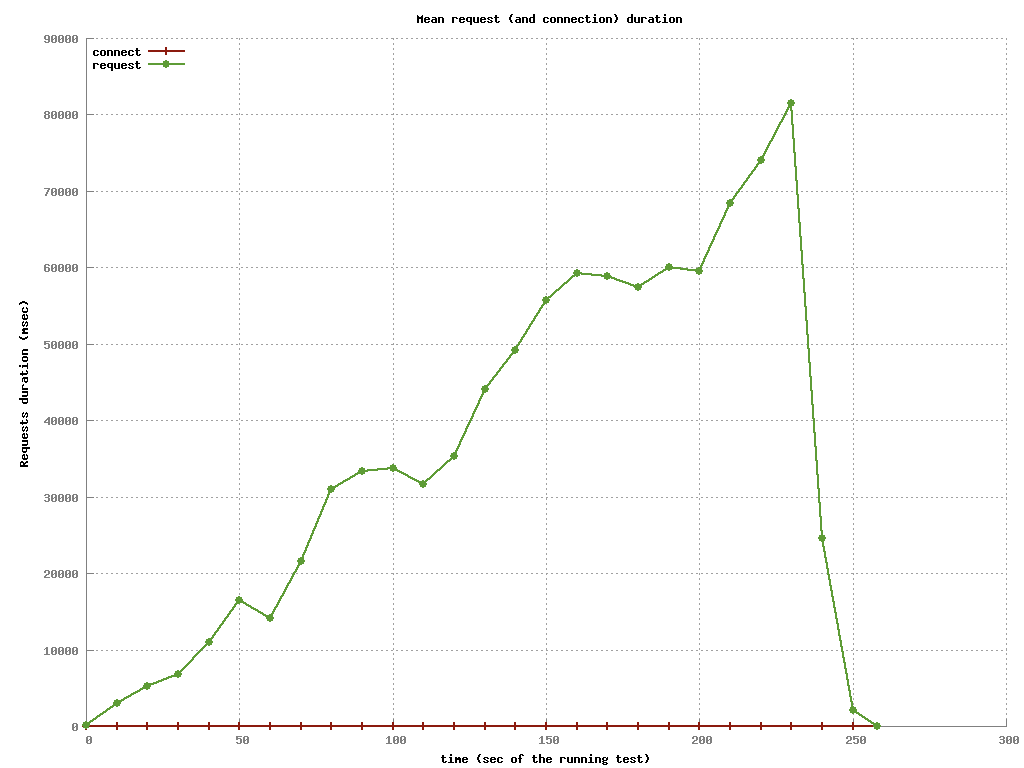 Mean request (and connection) duration
90000
80000
70000
60000
50000
40000
30000
20000
10000
0
connect
request
Requests duration (msec)
0 50 100 150 200 250 300
time (sec of the running test)